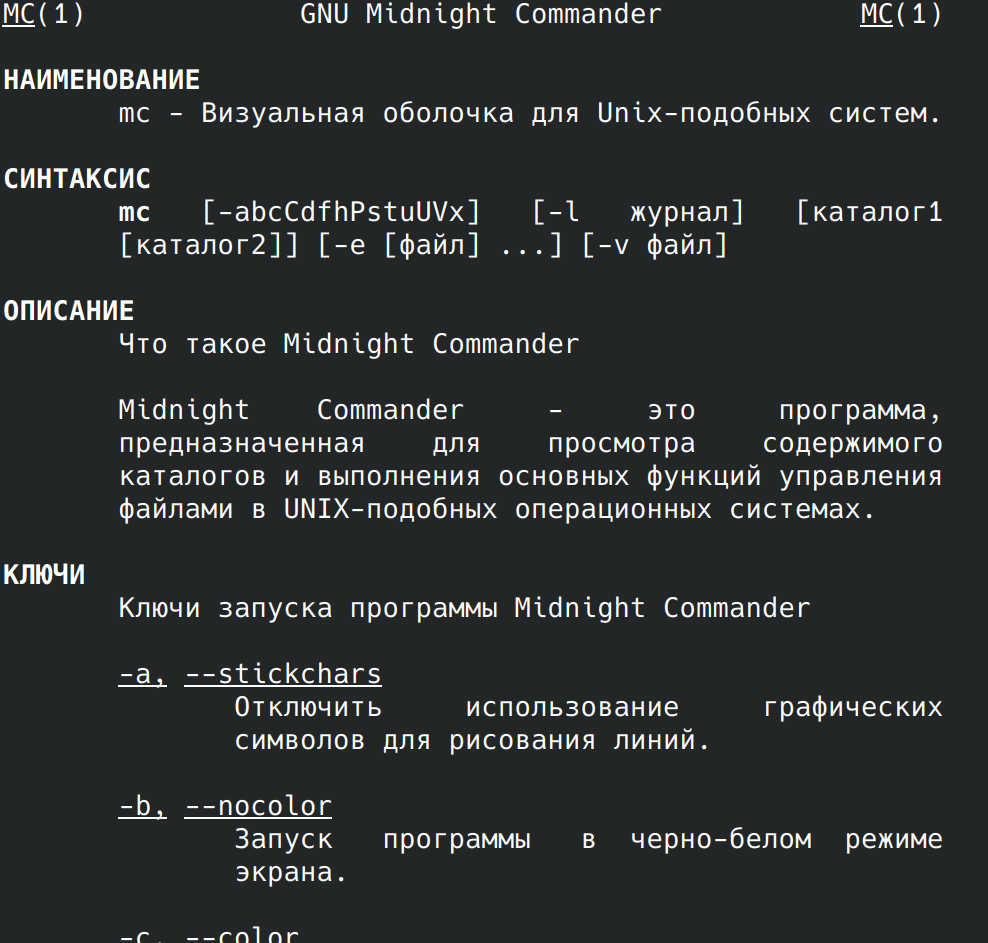 MC(1) GNU Midnight Commander MC(1)
НАИМЕНОВАНИЕ
mc - Визуальная оболочка для Unix-подобных систем.
СИНТАКСИС
mc [-abcCdfhPstuUVx] [-l журнал] [каталог1
[каталог2]] [-e [файл] ...] [-v файл]
ОПИСАНИЕ
Что такое Midnight Commander
Midnight Commander - это программа,
предназначенная для просмотра содержимого
каталогов и выполнения основных функций управления
файлами в UNIX-подобных операционных системах.
КЛЮЧИ
Ключи запуска программы Midnight Commander
-a, --stickchars
Отключить использование графических
символов для рисования линий.
-b, --nocolor
Запуск программы в черно-белом режиме
экрана.
-c, --color